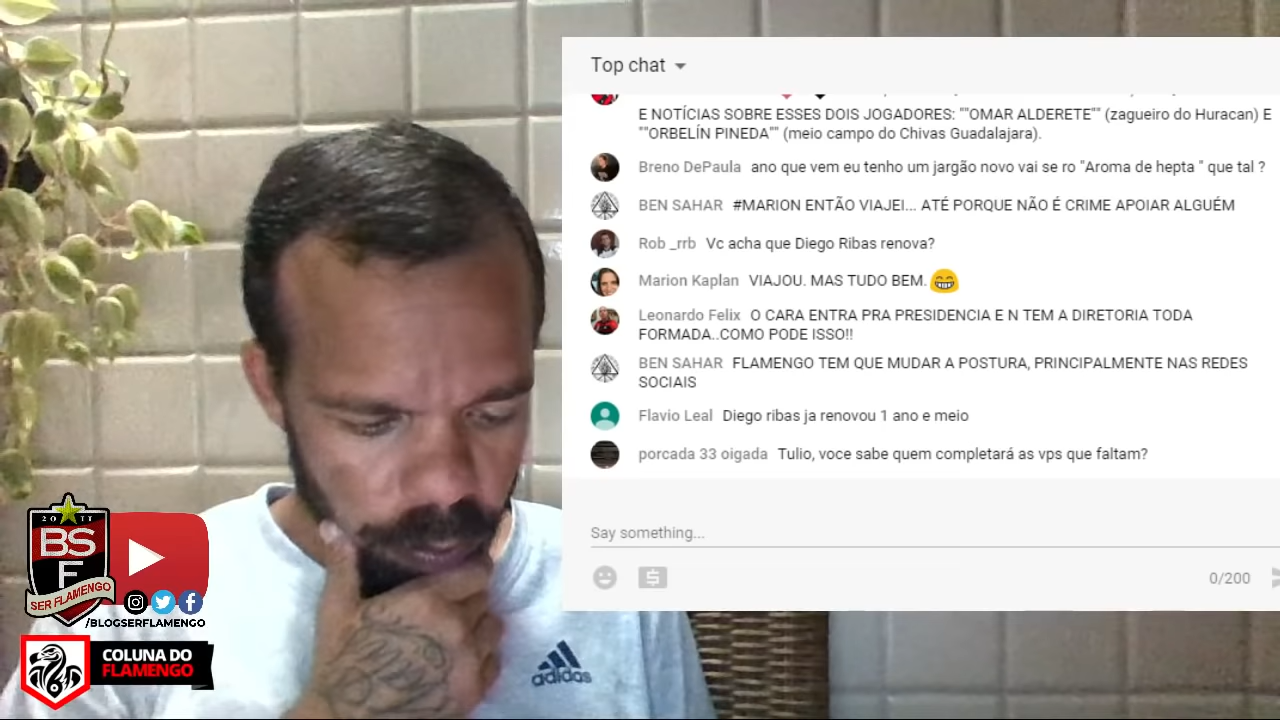 Top chat
E NOTÍCIAS SOBRE ESSES DOIS JOGADORES: ""OMAR ALDERETE"" (zagueiro do Huracan) E
""ORBELÍN PINEDA"" (meio campo do Chivas Guadalajara).
Breno DePaula ano que vem eu tenho um jargão novo vai se ro "Aroma de hepta " que tal ?
BEN SAHAR #MARION ENTÃO VIAJEI... ATÉ PORQUE NÃO É CRIME APOIAR ALGUÉM
Rob _rrb Vc acha que Diego Ribas renova?
Marion Kaplan VIAJOU. MAS TUDO BEM. 😁
Leonardo Felix O CARA ENTRA PRA PRESIDENCIA E N TEM A DIRETORIA TODA
FORMADA..COMO PODE ISSO!!
BEN SAHAR FLAMENGO TEM QUE MUDAR A POSTURA, PRINCIPALMENTE NAS REDES
SOCIAIS
Flavio Leal Diego ribas ja renovou 1 ano e meio
porcada 33 oigada Tulio, voce sabe quem completará as vps que faltam?
Say something...
0/200
20 11
BS
F
SER FLAMENGO
/BLOGSERFLAMENGO
COLUNA DO
FLAMENGO
adidas